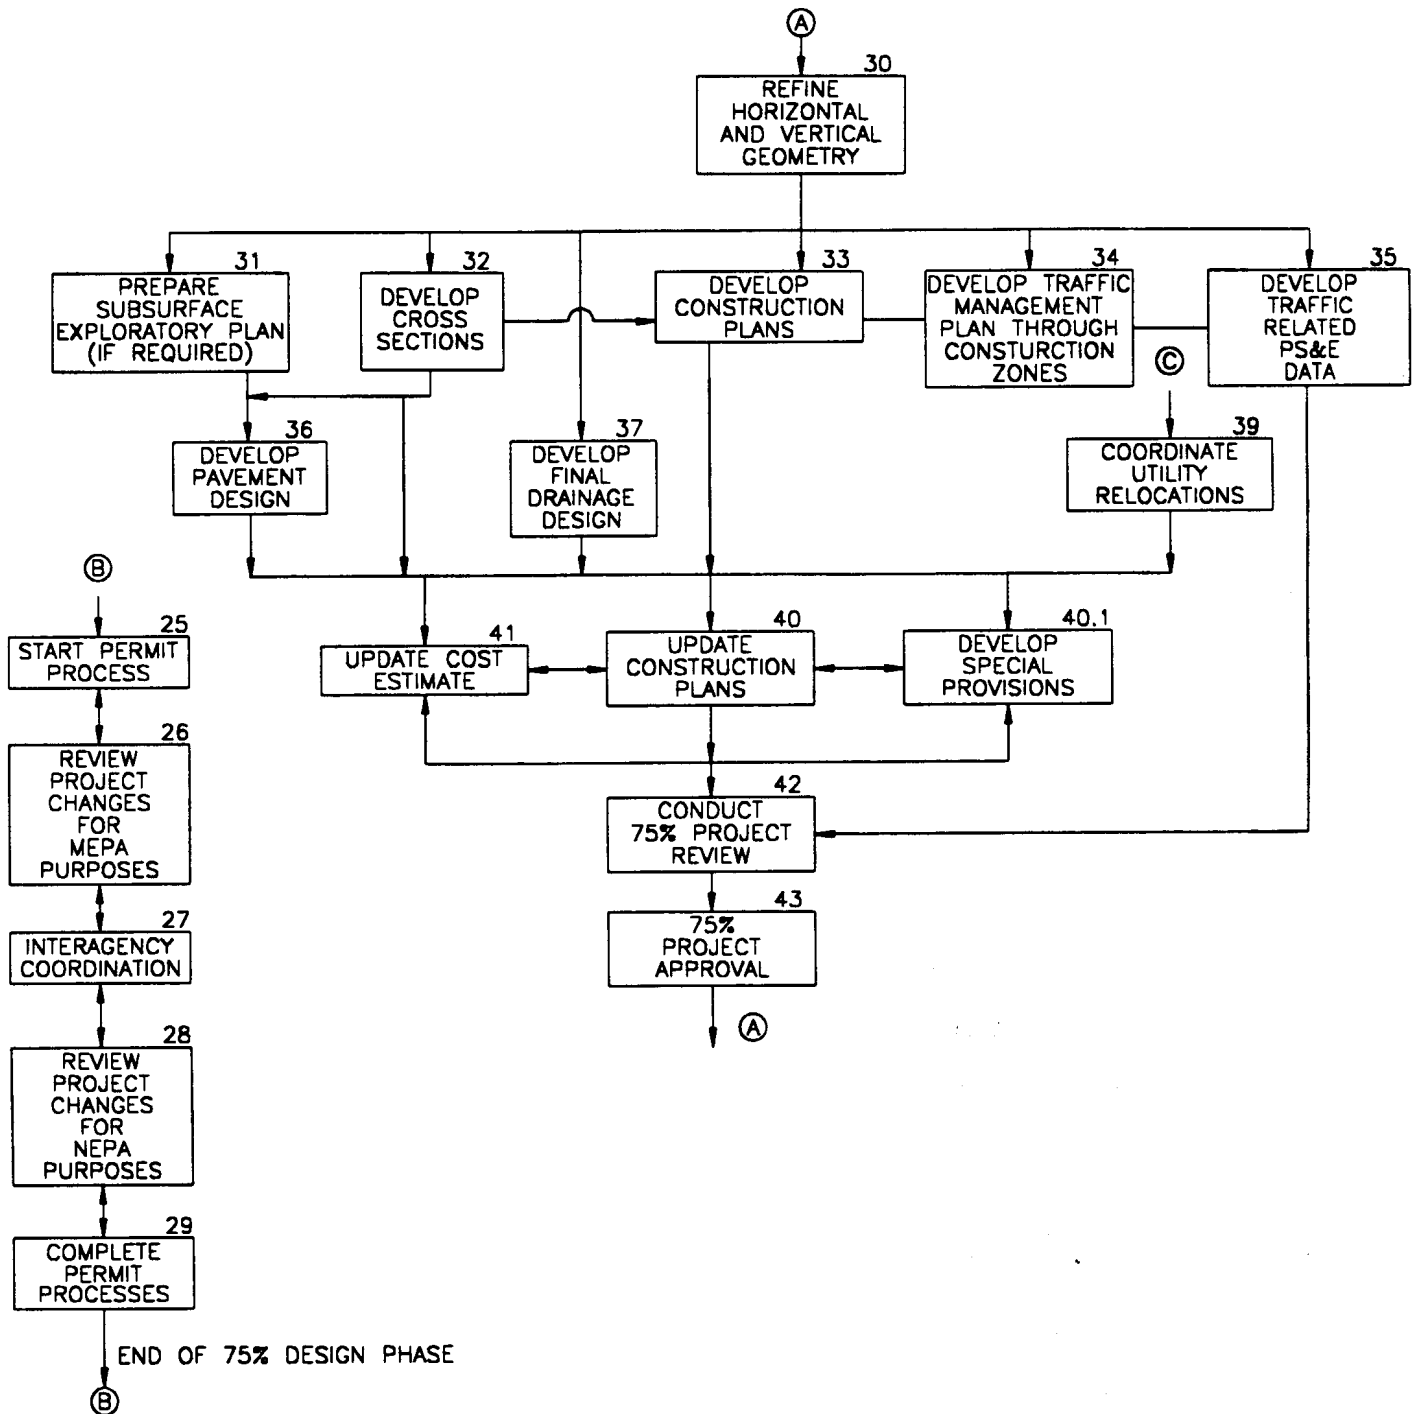 A
30
REFINE
HORIZONTAL
AND VERTICAL
GEOMETRY
31
PREPARE
SUBSURFACE
EXPLORATORY PLAN
(IF REQUIRED)
32
DEVELOP
CROSS
SECTIONS
33
DEVELOP
CONSTRUCTION
PLANS
34
DEVELOP TRAFFIC
MANAGEMENT
PLAN THROUGH
CONSTURCTION
ZONES
35
DEVELOP
TRAFFIC
RELATED
PS&E
DATA
C
36
DEVELOP
PAVEMENT
DESIGN
37
DEVELOP
FINAL
DRAINAGE
DESIGN
39
COORDINATE
UTILITY
RELOCATIONS
B
25
START PERMIT
PROCESS
41
UPDATE COST
ESTIMATE
40
UPDATE
CONSTRUCTION
PLANS
40.1
DEVELOP
SPECIAL
PROVISIONS
26
REVIEW
PROJECT
CHANGES
FOR
MEPA
PURPOSES
42
CONDUCT
75% PROJECT
REVIEW
27
INTERAGENCY
COORDINATION
43
75%
PROJECT
APPROVAL
A
28
REVIEW
PROJECT
CHANGES
FOR
NEPA
PURPOSES
29
COMPLETE
PERMIT
PROCESSES
END OF 75% DESIGN PHASE
B